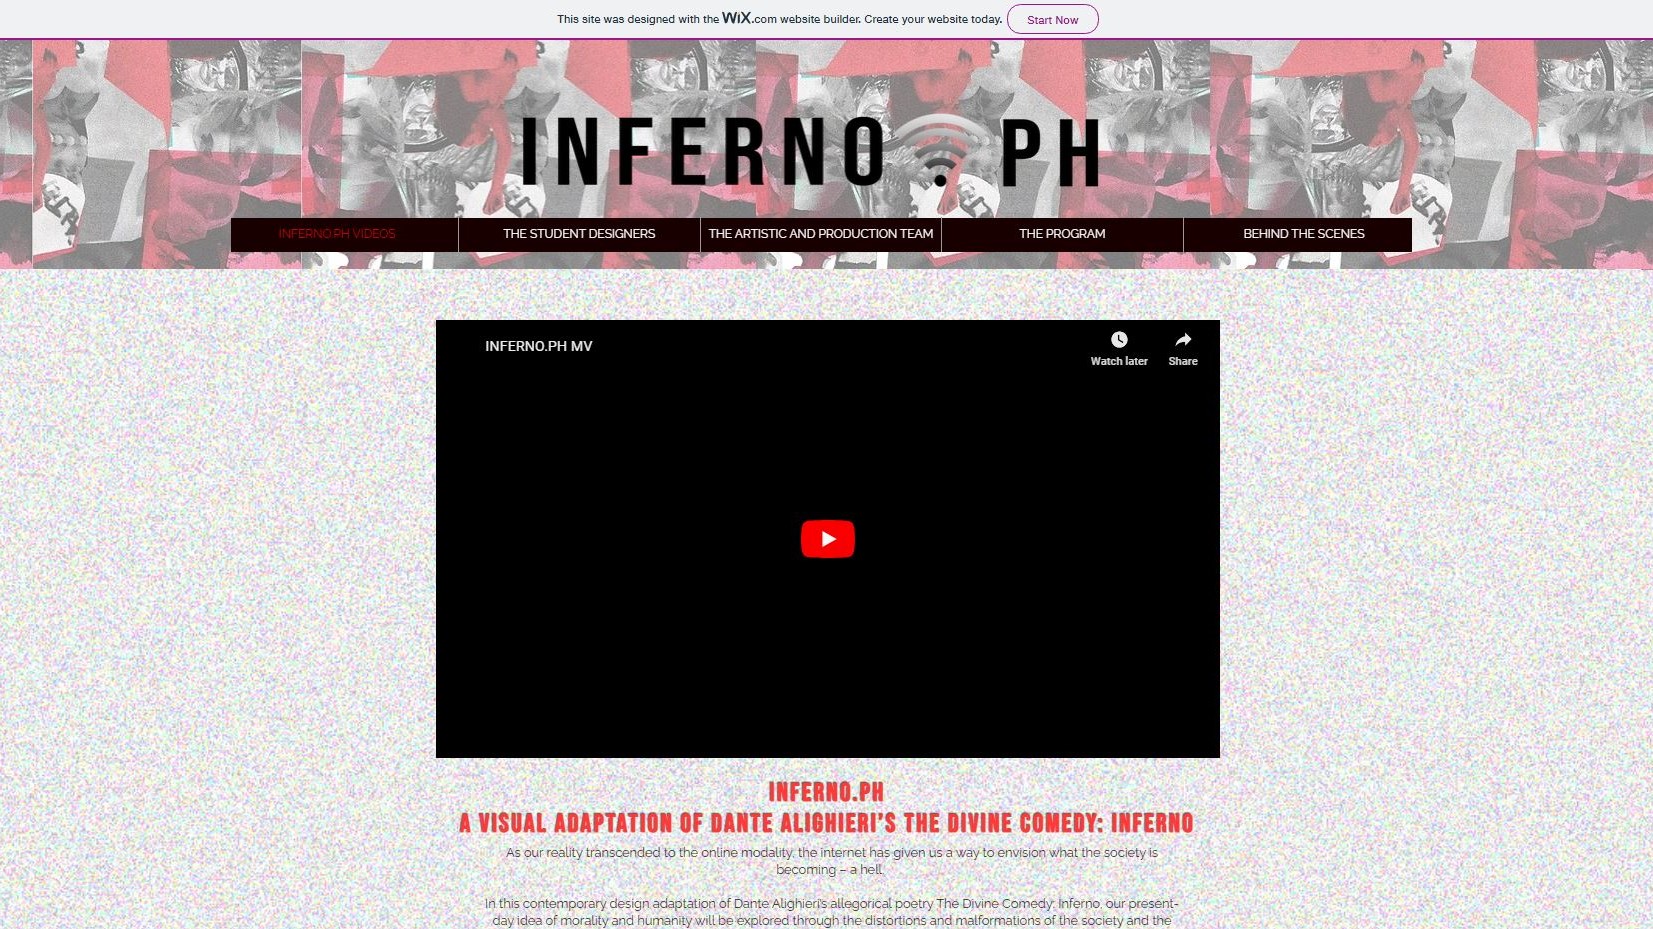 This site was designed with the WiX.com website builder. Create your website today. Start Now
INFERNO PH
INFERNO.PH VIDEOS THE STUDENT DESIGNERS THE ARTISTIC AND PRODUCTION TEAM THE PROGRAM BEHIND THE SCENES
INFERNO.PH MV
Watch later Share
INFERNO.PH
A VISUAL ADAPTATION OF DANTE ALIGHIERI'S THE DIVINE COMEDY: INFERNO
As our reality transcended to the online modality, the internet has given us a way to envision what the society is
becoming – a hell.
In this contemporary design adaptation of Dante Alighieri's allegorical poetry The Divine Comedy: Inferno, our present-
day idea of morality and humanity will be explored through the distortions and malformations of the society and the